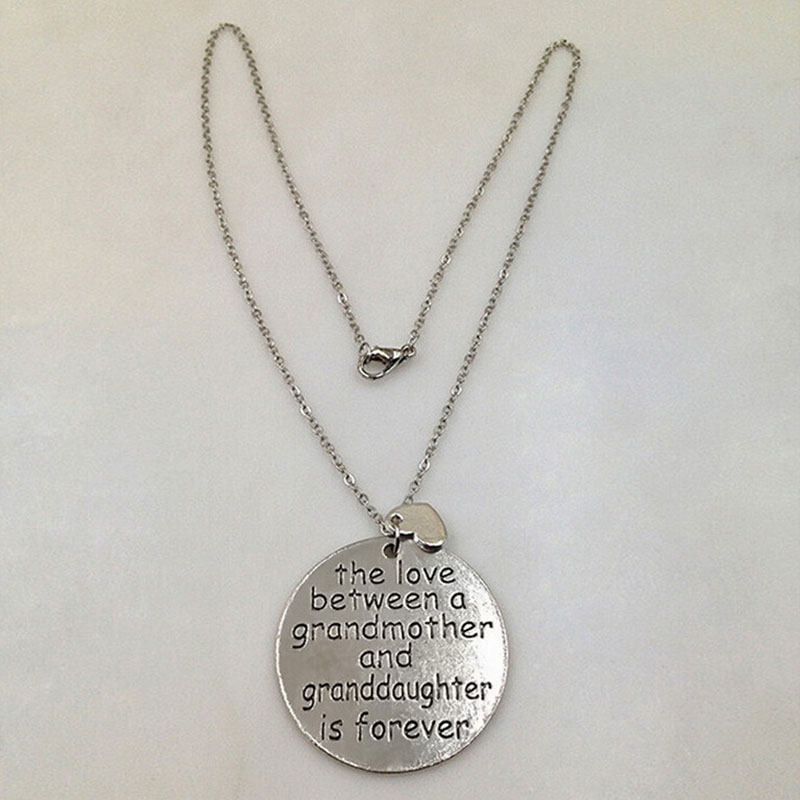 the love
between a
grandmother
and
granddaughter
is forever